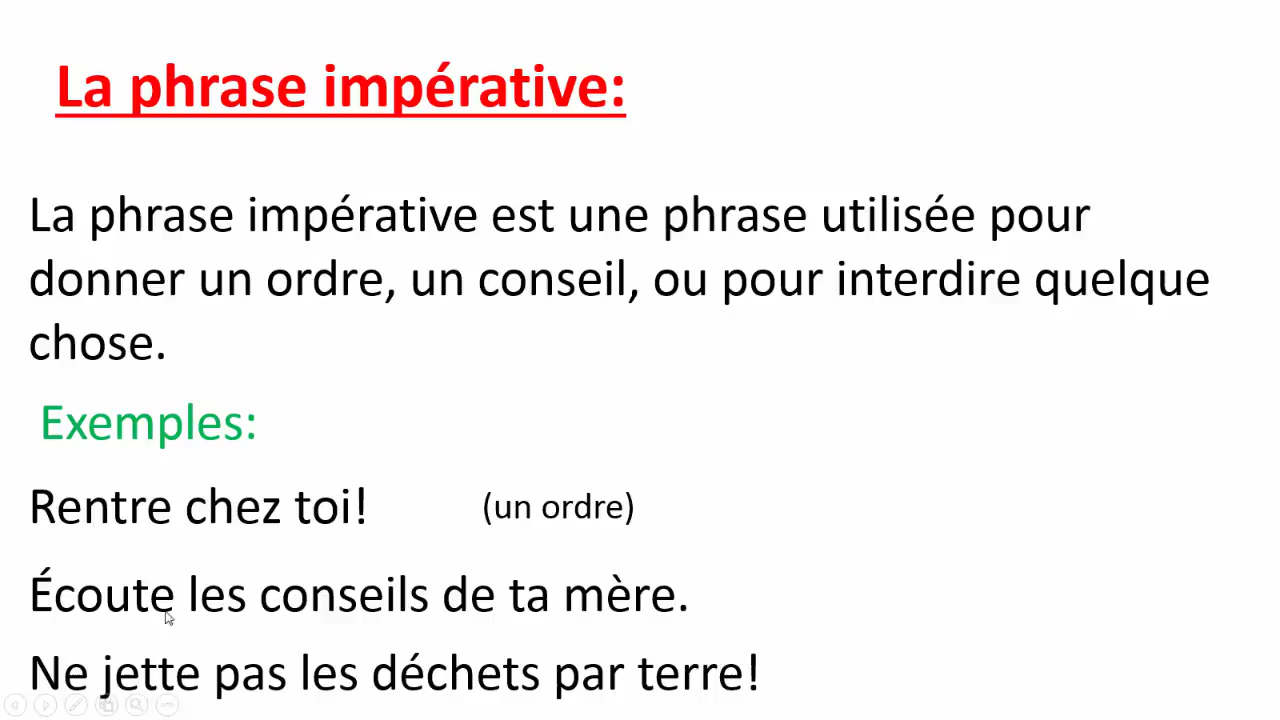 La phrase impérative:
La phrase impérative est une phrase utilisée pour
donner un ordre, un conseil, ou pour interdire quelque
chose.
Exemples:
Rentre chez toi! (un ordre)
Écoute les conseils de ta mère.
Ne jette pas les déchets par terre!